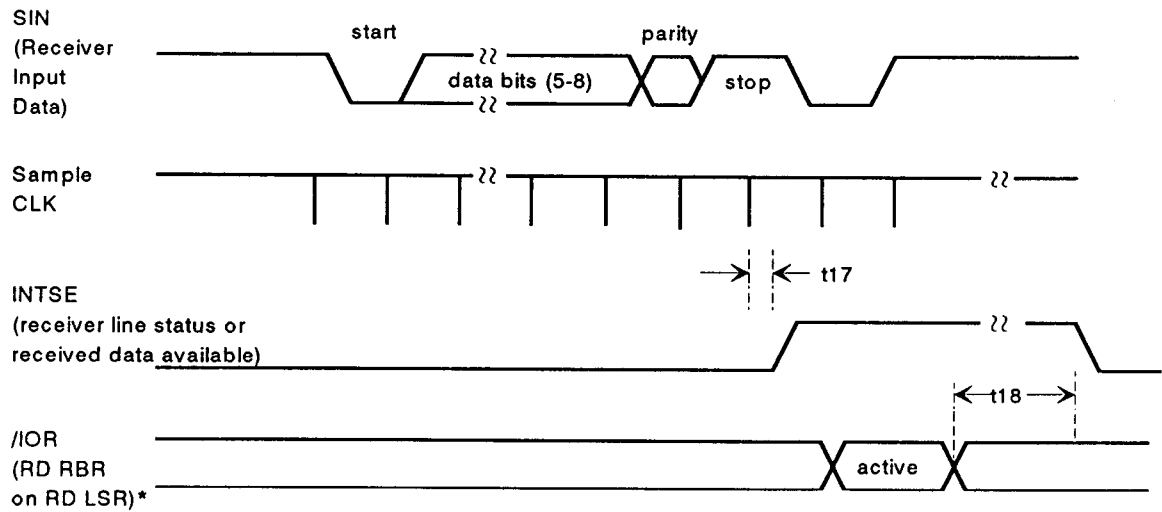 SIN
(Receiver
Input
Data)
start
data bits (5-8)
parity
stop
Sample
CLK
t17
INTSE
(receiver line status or
received data available)
t18
/IOR
(RD RBR
on RD LSR)*
active